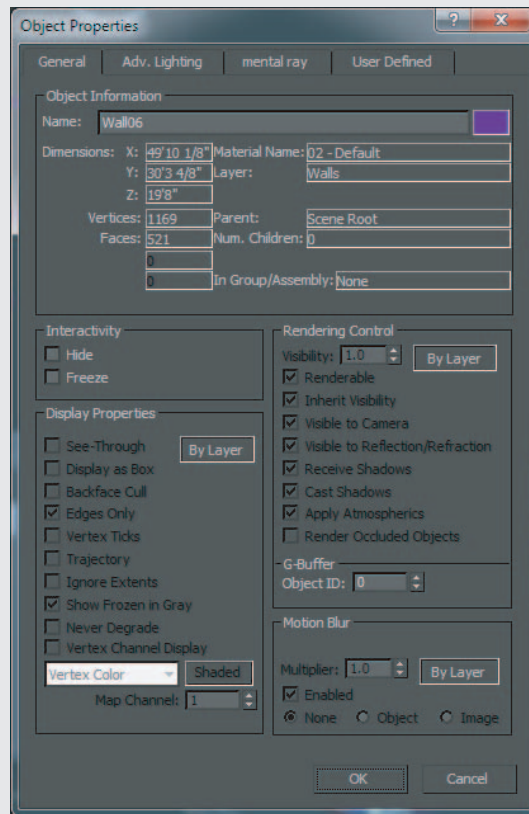 Object Properties
?
X
General Adv. Lighting mental ray User Defined
Object Information
Name: Wall06
Dimensions: X: 49'10 1/8" Material Name: 02 - Default
Y: 30'3 4/8" Layer: Walls
Z: 19'8"
Vertices: 1169 Parent: Scene Root
Faces: 521 Num. Children: 0
0
0 In Group/Assembly: None
Interactivity
Hide
Freeze
Display Properties
See-Through By Layer
Display as Box
Backface Cull
Edges Only
Vertex Ticks
Trajectory
Ignore Extents
Show Frozen in Gray
Never Degrade
Vertex Channel Display
Vertex Color Shaded
Map Channel: 1
Rendering Control
Visibility: 1.0 By Layer
Renderable
Inherit Visibility
Visible to Camera
Visible to Reflection/Refraction
Receive Shadows
Cast Shadows
Apply Atmospherics
Render Occluded Objects
G-Buffer
Object ID: 0
Motion Blur
Multiplier: 1.0 By Layer
Enabled
None Object Image
OK Cancel